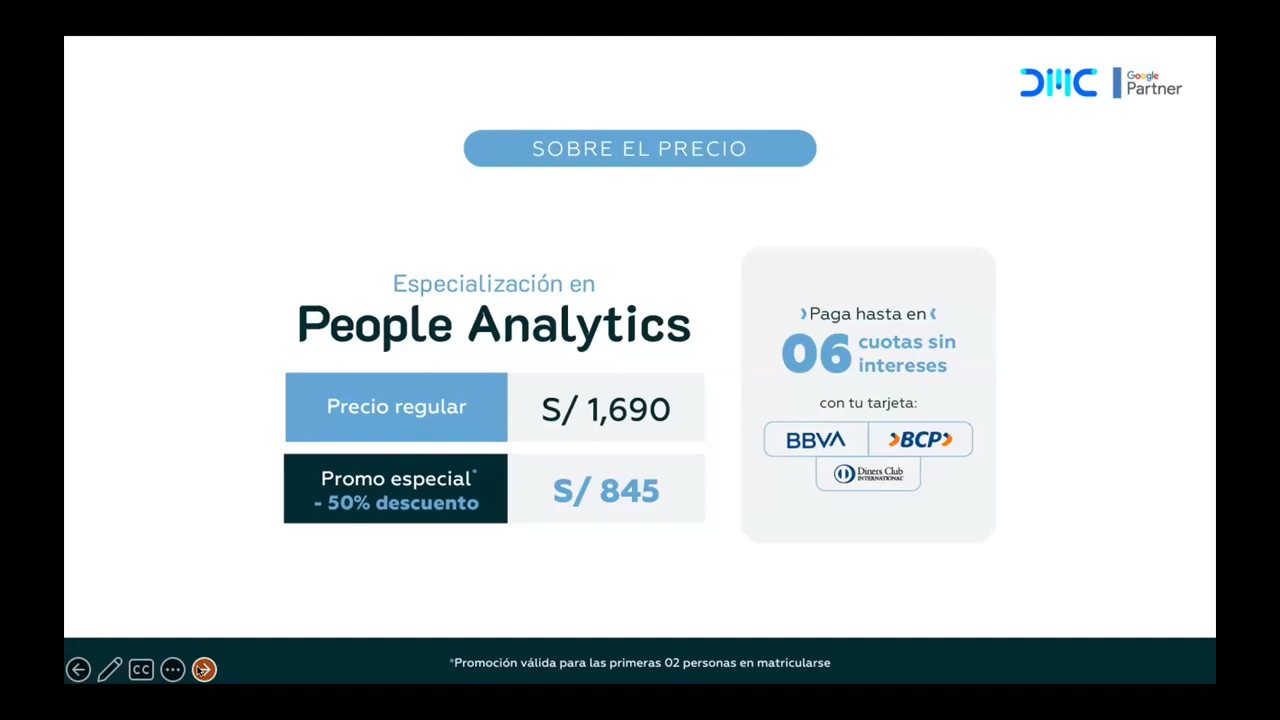 DMC
Google
Partner
SOBRE EL PRECIO
Especialización en
People Analytics
Precio regular
S/ 1,690
Promo especial*
- 50% descuento
S/ 845
Paga hasta en
06 cuotas sin
intereses
con tu tarjeta:
BBVA
BCP
Diners Club
INTERNATIONAL
CC
*Promoción válida para las primeras 02 personas en matricularse